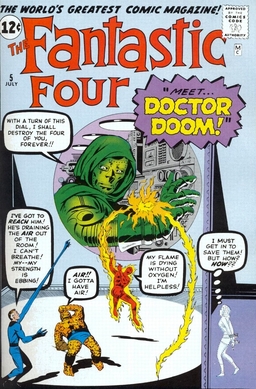 THE WORLD'S GREATEST COMIC MAGAZINE!
12¢
THE
FANTASTIC
FOUR
APPROVED
BY THE
COMICS
CODE
AUTHORITY
M
C
5
JULY
"MEET...
DOCTOR
DOOM!"
WITH A TURN OF THIS
DIAL, I SHALL
DESTROY THE FOUR
OF YOU,
FOREVER!!
I'VE GOT
TO REACH HIM!
HE'S DRAINING
THE AIR OUT
OF THE
ROOM!
I CAN'T
BREATHE!
MY--MY
STRENGTH
IS
EBBING!
AIR!!
I GOTTA
HAVE AIR!
MY FLAME
IS DYING
WITHOUT
OXYGEN!
I'M
HELPLESS!
I MUST
GET IN TO
SAVE THEM!
BUT HOW?
NOW??